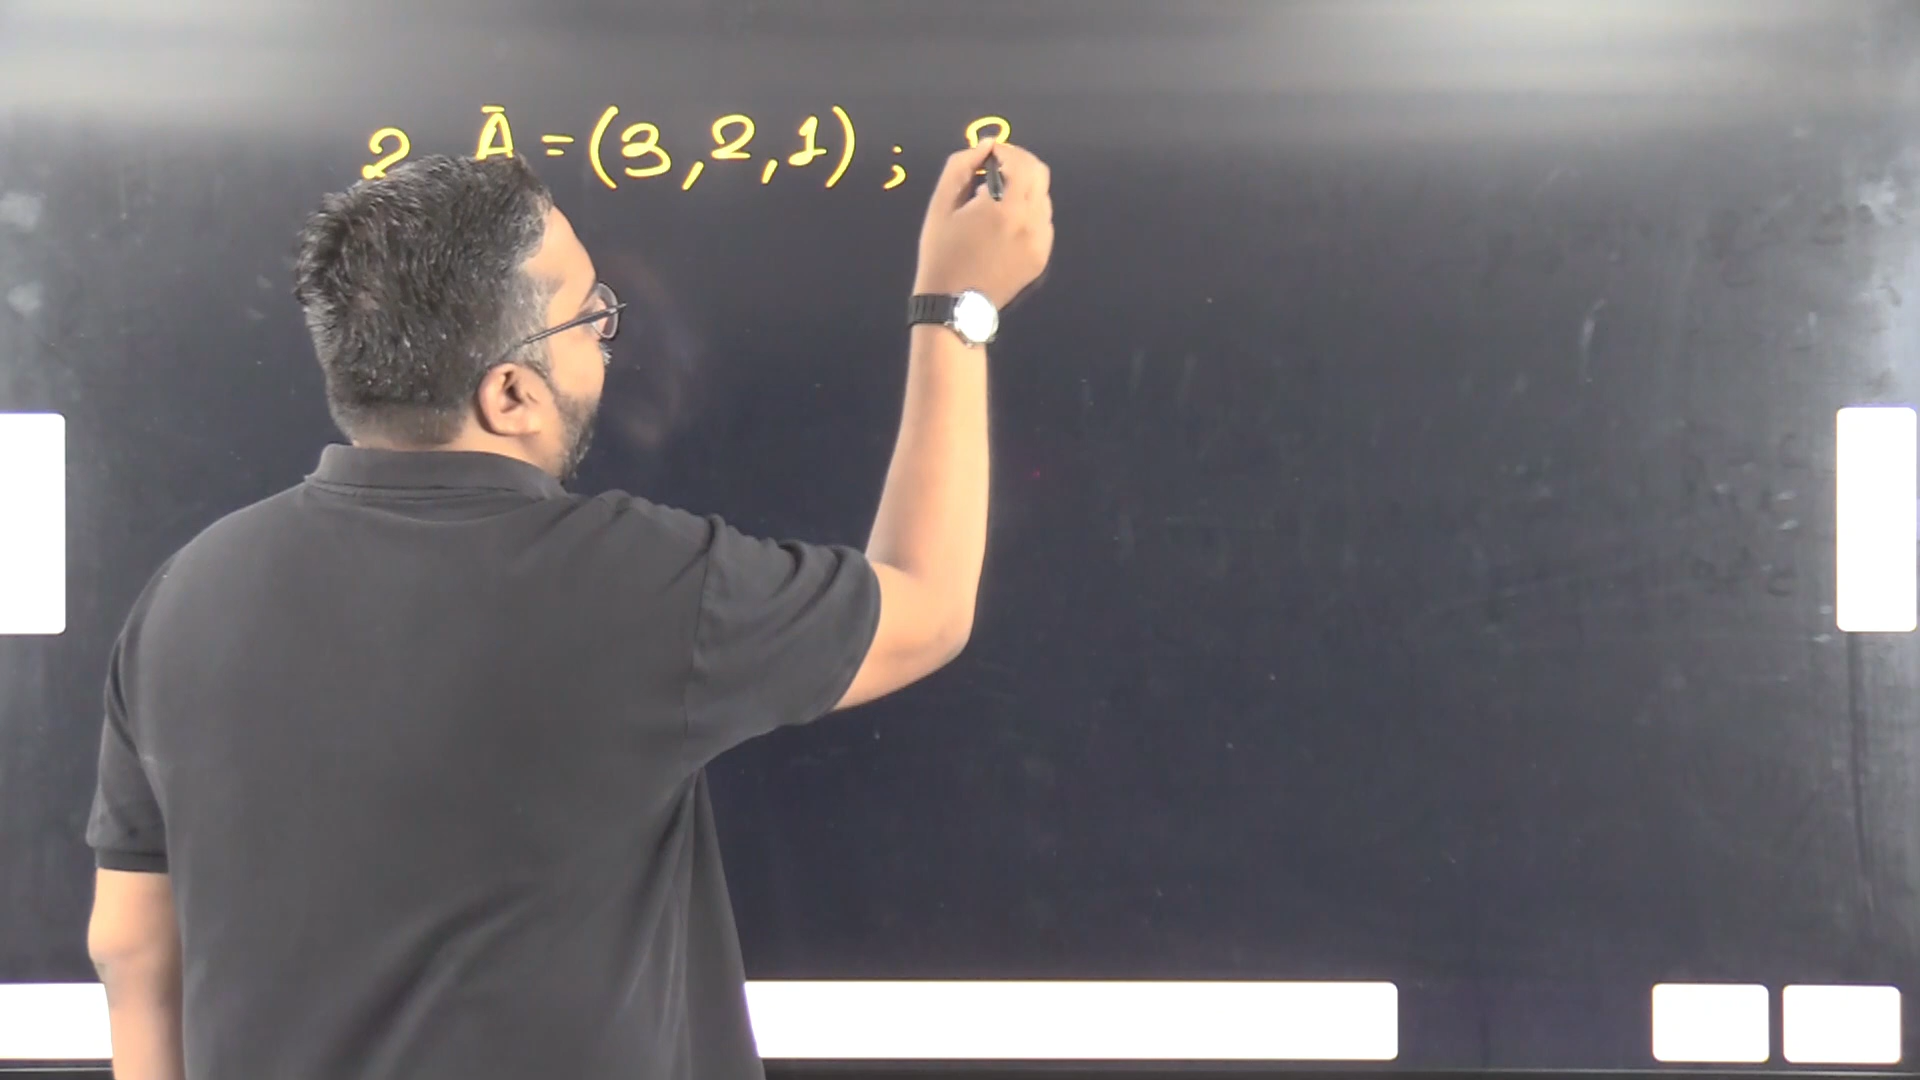 2 Ā = (3,2,1) ;